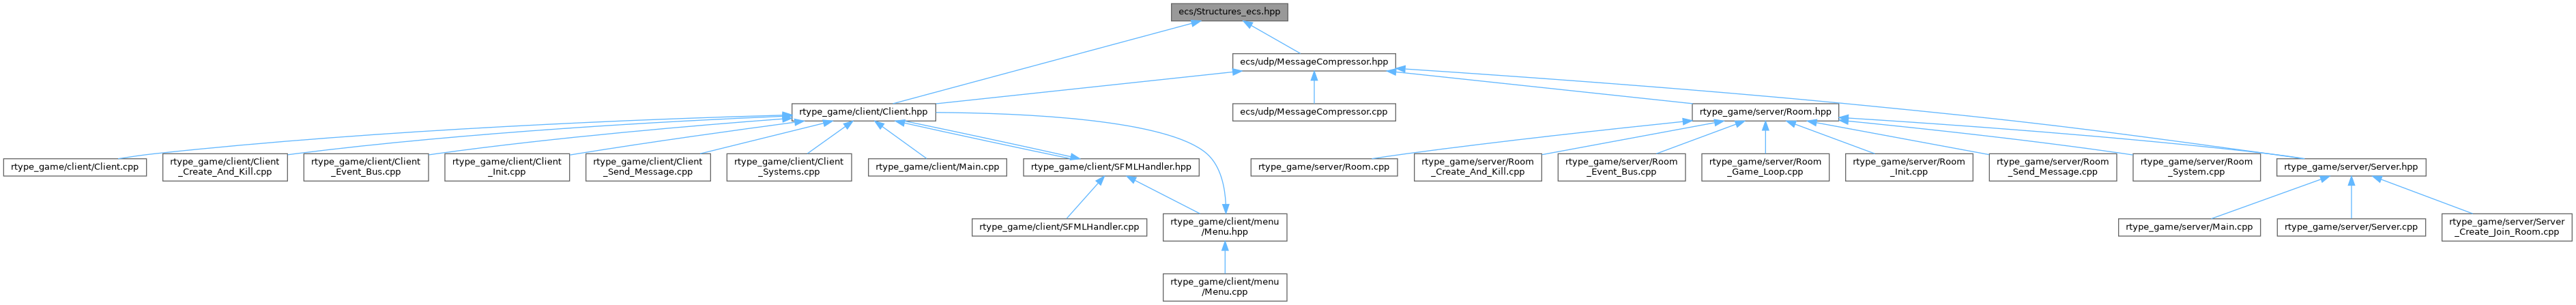 ecs/Structures_ecs.hpp
ecs/udp/MessageCompressor.hpp
rtype_game/client/Client.hpp
ecs/udp/MessageCompressor.cpp
rtype_game/server/Room.hpp
rtype_game/client/Client.cpp
rtype_game/client/Client
_Create_And_Kill.cpp
rtype_game/client/Client
_Event_Bus.cpp
rtype_game/client/Client
_Init.cpp
rtype_game/client/Client
_Send_Message.cpp
rtype_game/client/Client
_Systems.cpp
rtype_game/client/Main.cpp
rtype_game/client/SFMLHandler.hpp
rtype_game/server/Room.cpp
rtype_game/server/Room
_Create_And_Kill.cpp
rtype_game/server/Room
_Event_Bus.cpp
rtype_game/server/Room
_Game_Loop.cpp
rtype_game/server/Room
_Init.cpp
rtype_game/server/Room
_Send_Message.cpp
rtype_game/server/Room
_System.cpp
rtype_game/server/Server.hpp
rtype_game/client/SFMLHandler.cpp
rtype_game/client/menu
/Menu.hpp
rtype_game/server/Main.cpp
rtype_game/server/Server.cpp
rtype_game/server/Server
_Create_Join_Room.cpp
rtype_game/client/menu
/Menu.cpp